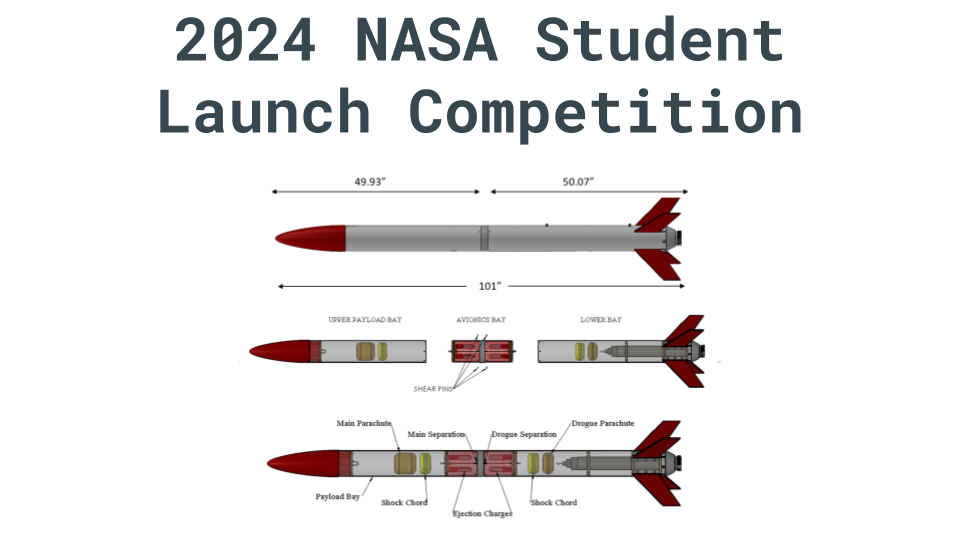 2024 NASA Student
Launch Competition
49.93" 50.07"
101"
UPPER PAYLOAD BAY AVIONICS BAY LOWER BAY
SHEAR PINS
Main Parachute Drogue Parachute
Main Separation Drogue Separation
Payload Bay Shock Chord Shock Chord
Ejection Charges